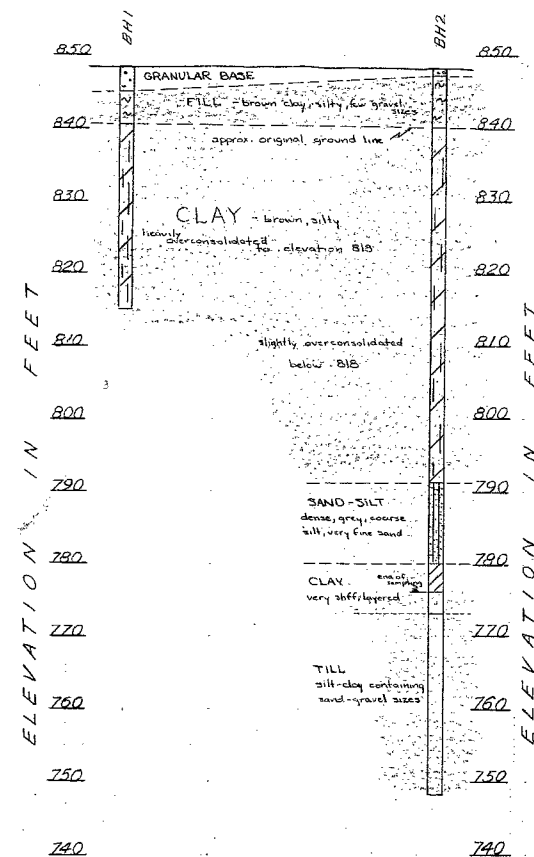 BH1
BH2
850
850
GRANULAR BASE
FILL - brown clay, silty, few gravel
sizes
840
840
approx. original ground line
830
830
CLAY - brown, silty
heavily
overconsolidated
to elevation 818
820
820
ELEVATION IN FEET
ELEVATION IN FEET
810
810
slightly overconsolidated
below 818
3
800
800
790
790
SAND-SILT
dense, grey, coarse
silt, very fine sand
780
780
CLAY
end of
sampling
very stiff, layered
770
770
TILL
silt-clay containing
sand-gravel sizes
760
760
750
750
740
740